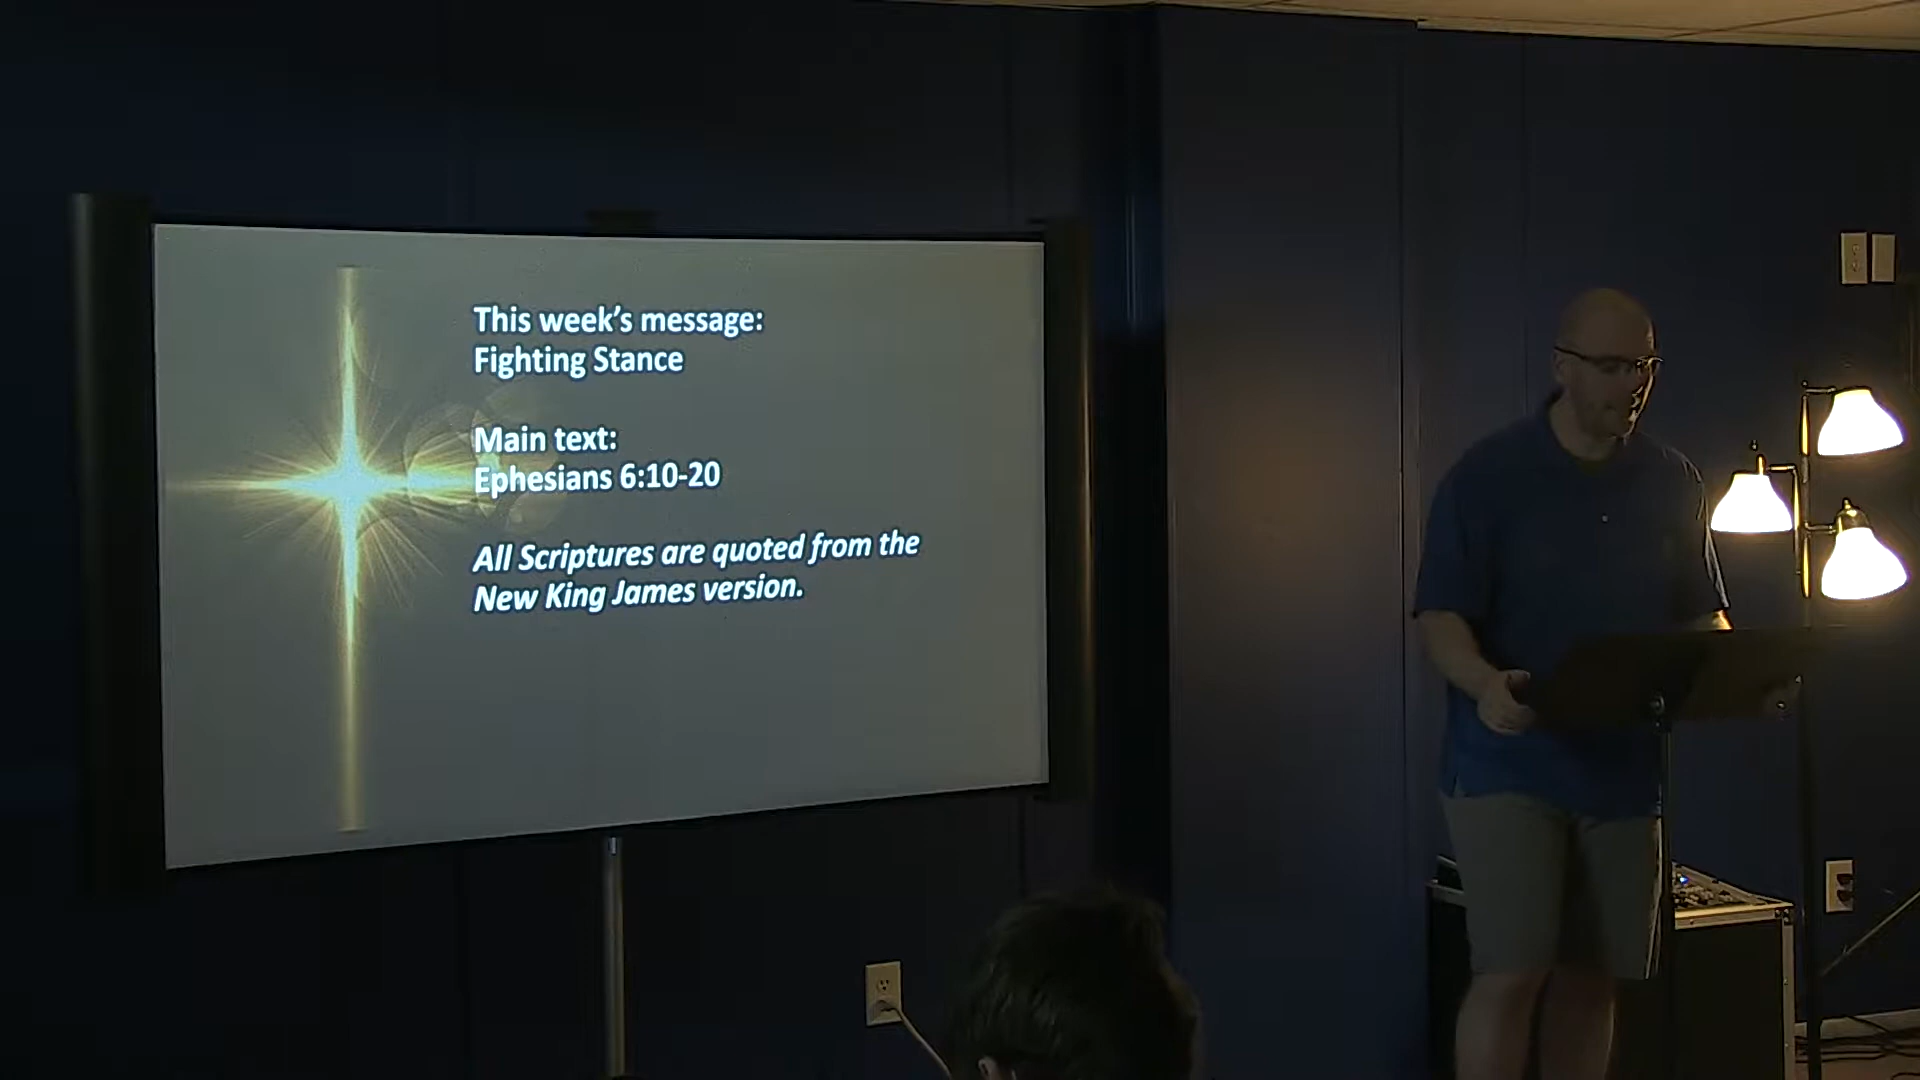 This week's message:
Fighting Stance
Main text:
Ephesians 6:10-20
All Scriptures are quoted from the
New King James version.